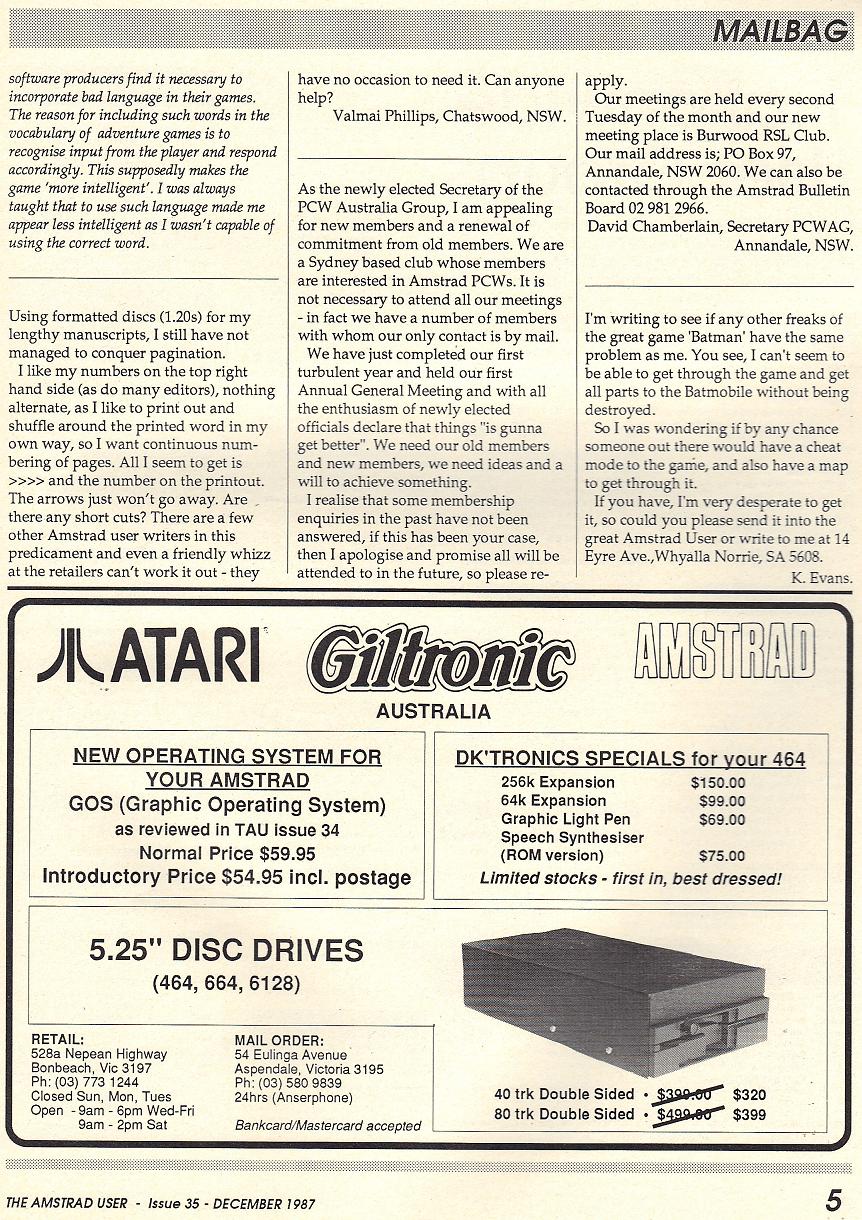 MAILBAG
software producers find it necessary to
incorporate bad language in their games.
The reason for including such words in the
vocabulary of adventure games is to
recognise input from the player and respond
accordingly. This supposedly makes the
game 'more intelligent'. I was always
taught that to use such language made me
appear less intelligent as I wasn't capable of
using the correct word.
Using formatted discs (1.20s) for my
lengthy manuscripts, I still have not
managed to conquer pagination.
I like my numbers on the top right
hand side (as do many editors), nothing
alternate, as I like to print out and
shuffle around the printed word in my
own way, so I want continuous num-
bering of pages. All I seem to get is
>>>> and the number on the printout.
The arrows just won't go away. Are
there any short cuts? There are a few
other Amstrad user writers in this
predicament and even a friendly whizz
at the retailers can't work it out - they
have no occasion to need it. Can anyone
help?
Valmai Phillips, Chatswood, NSW.
As the newly elected Secretary of the
PCW Australia Group, I am appealing
for new members and a renewal of
commitment from old members. We are
a Sydney based club whose members
are interested in Amstrad PCWs. It is
not necessary to attend all our meetings
- in fact we have a number of members
with whom our only contact is by mail.
We have just completed our first
turbulent year and held our first
Annual General Meeting and with all
the enthusiasm of newly elected
officials declare that things "is gunna
get better". We need our old members
and new members, we need ideas and a
will to achieve something.
I realise that some membership
enquiries in the past have not been
answered, if this has been your case,
then I apologise and promise all will be
attended to in the future, so please re-
apply.
Our meetings are held every second
Tuesday of the month and our new
meeting place is Burwood RSL Club.
Our mail address is; PO Box 97,
Annandale, NSW 2060. We can also be
contacted through the Amstrad Bulletin
Board 02 981 2966.
David Chamberlain, Secretary PCWAG,
Annandale, NSW.
I'm writing to see if any other freaks of
the great game 'Batman' have the same
problem as me. You see, I can't seem to
be able to get through the game and get
all parts to the Batmobile without being
destroyed.
So I was wondering if by any chance
someone out there would have a cheat
mode to the game, and also have a map
to get through it.
If you have, I'm very desperate to get
it, so could you please send it into the
great Amstrad User or write to me at 14
Eyre Ave.,Whyalla Norrie, SA 5608.
K. Evans.
ATARI
Giltronic
AMSTRAD
AUSTRALIA
NEW OPERATING SYSTEM FOR
YOUR AMSTRAD
GOS (Graphic Operating System)
as reviewed in TAU issue 34
Normal Price $59.95
Introductory Price $54.95 incl. postage
DK'TRONICS SPECIALS for your 464
256k Expansion $150.00
64k Expansion $99.00
Graphic Light Pen $69.00
Speech Synthesiser
(ROM version) $75.00
Limited stocks - first in, best dressed!
5.25" DISC DRIVES
(464, 664, 6128)
RETAIL:
528a Nepean Highway
Bonbeach, Vic 3197
Ph: (03) 773 1244
Closed Sun, Mon, Tues
Open - 9am - 6pm Wed-Fri
9am - 2pm Sat
MAIL ORDER:
54 Eulinga Avenue
Aspendale, Victoria 3195
Ph: (03) 580 9839
24hrs (Anserphone)
Bankcard/Mastercard accepted
40 trk Double Sided • $399.00 $320
80 trk Double Sided • $499.00 $399
THE AMSTRAD USER - Issue 35 - DECEMBER 1987
5